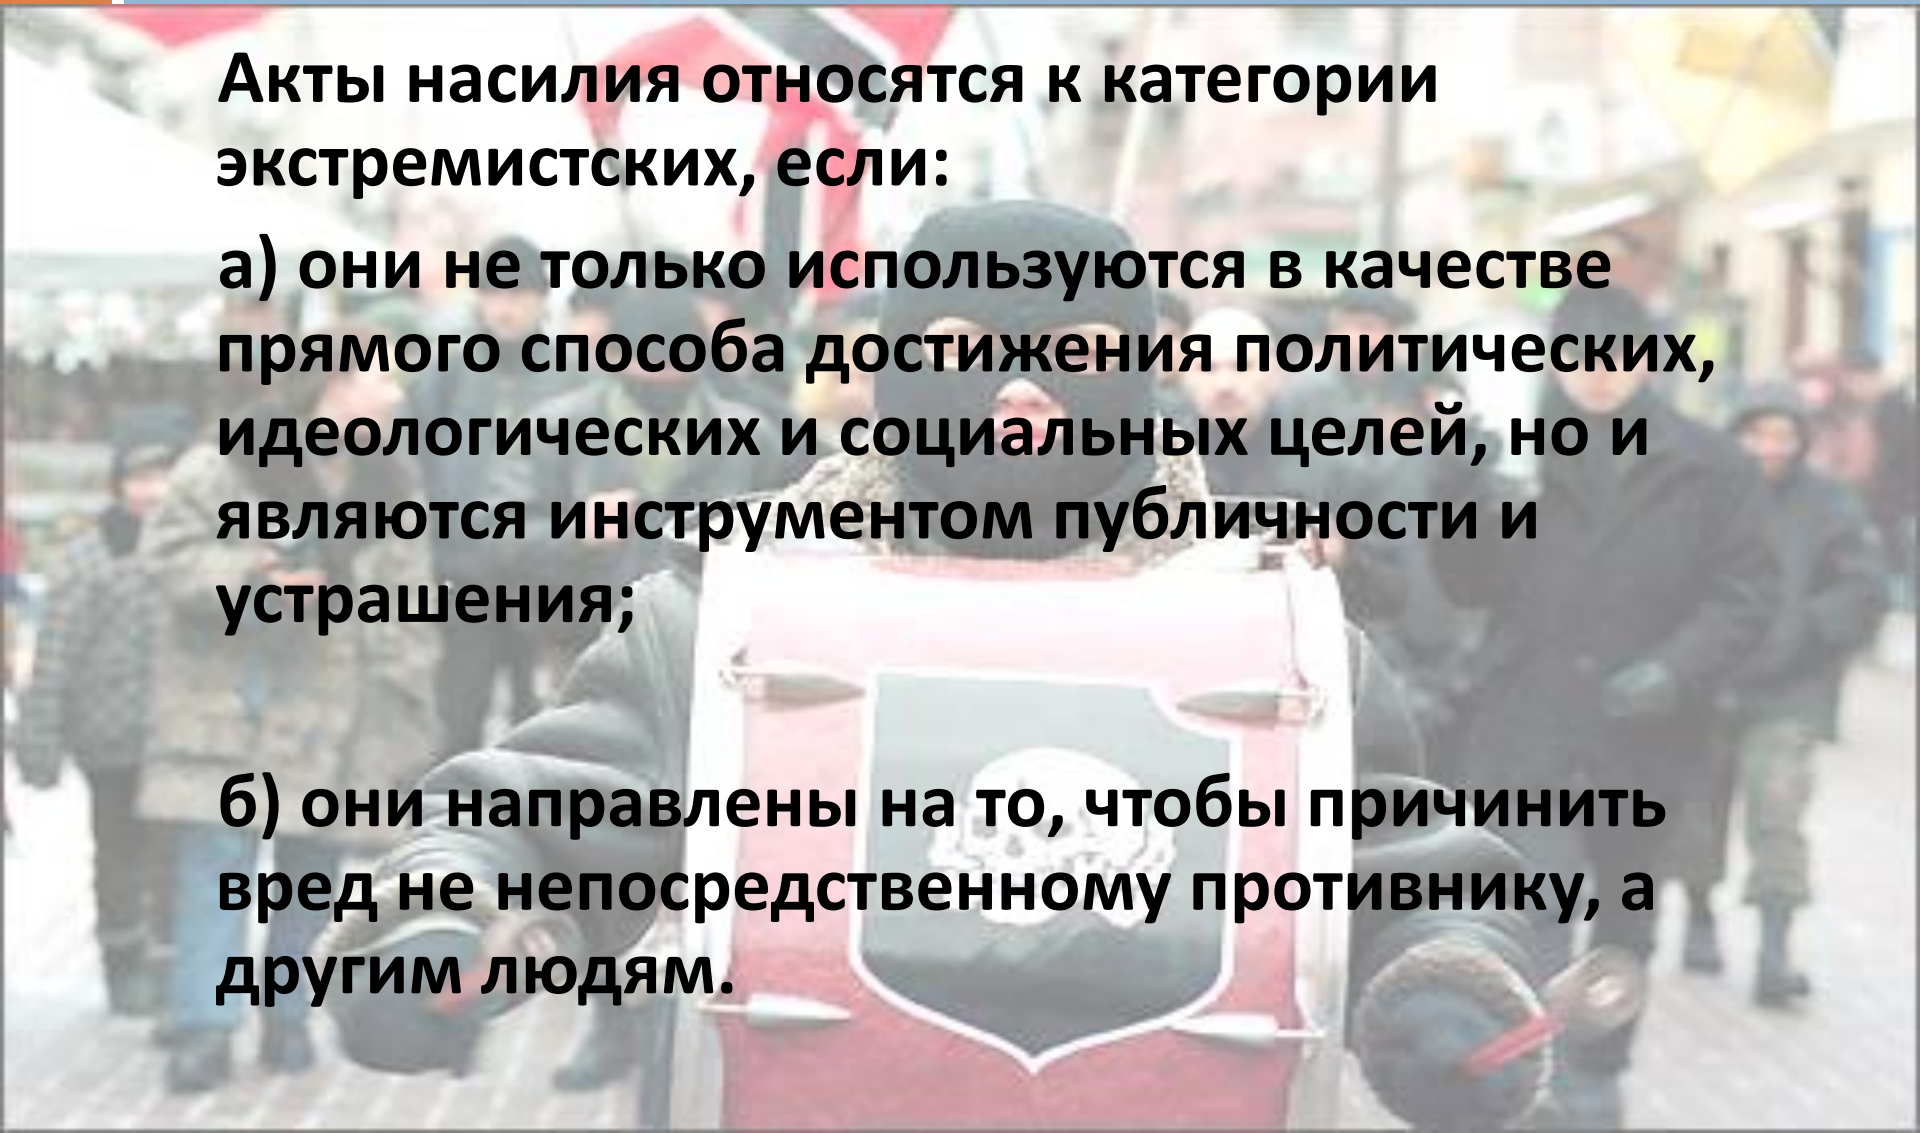 Акты насилия относятся к категории
экстремистских, если:
а) они не только используются в качестве
прямого способа достижения политических,
идеологических и социальных целей, но и
являются инструментом публичности и
устрашения;
б) они направлены на то, чтобы причинить
вред не непосредственному противнику, а
другим людям.